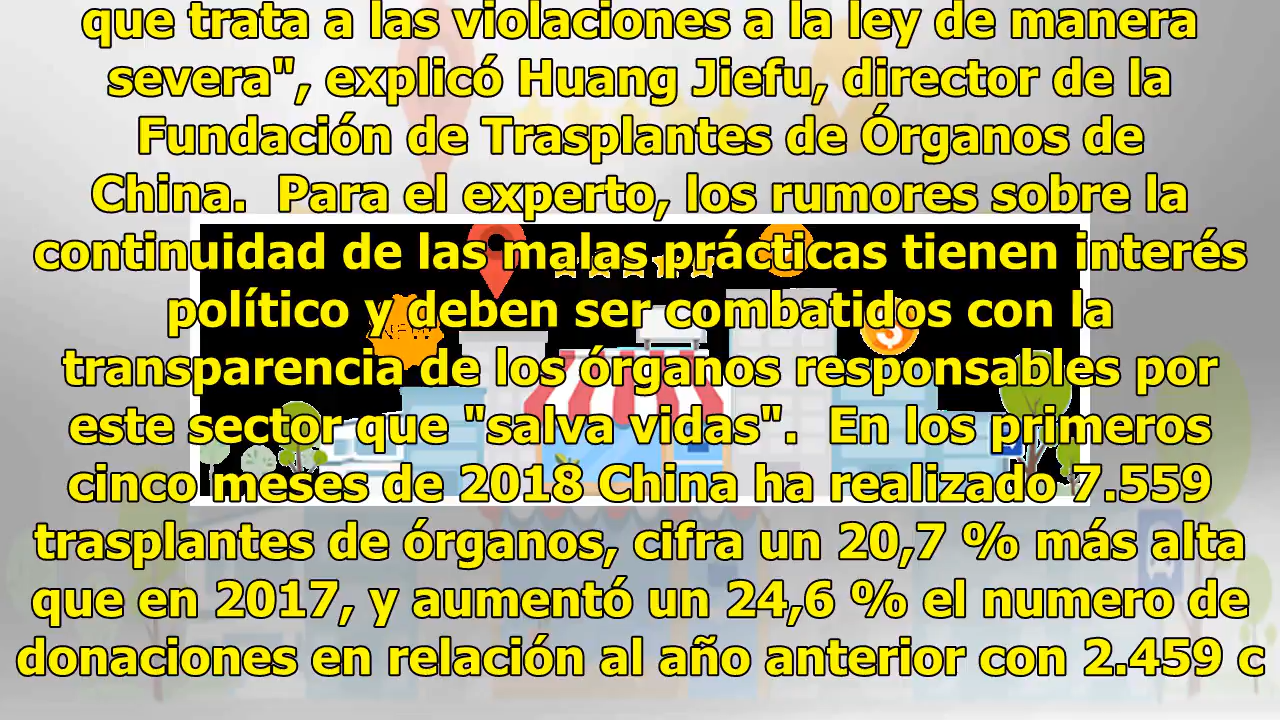 que trata a las violaciones a la ley de manera
severa", explicó Huang Jiefu, director de la
Fundación de Trasplantes de Órganos de
China.  Para el experto, los rumores sobre la
continuidad de las malas prácticas tienen interés
político y deben ser combatidos con la
transparencia de los órganos responsables por
este sector que "salva vidas".  En los primeros
cinco meses de 2018 China ha realizado 7.559
trasplantes de órganos, cifra un 20,7 % más alta
que en 2017, y aumentó un 24,6 % el numero de
donaciones en relación al año anterior con 2.459 c